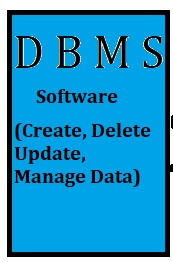 D B M S
Software
(Create, Delete
Update,
Manage Data)